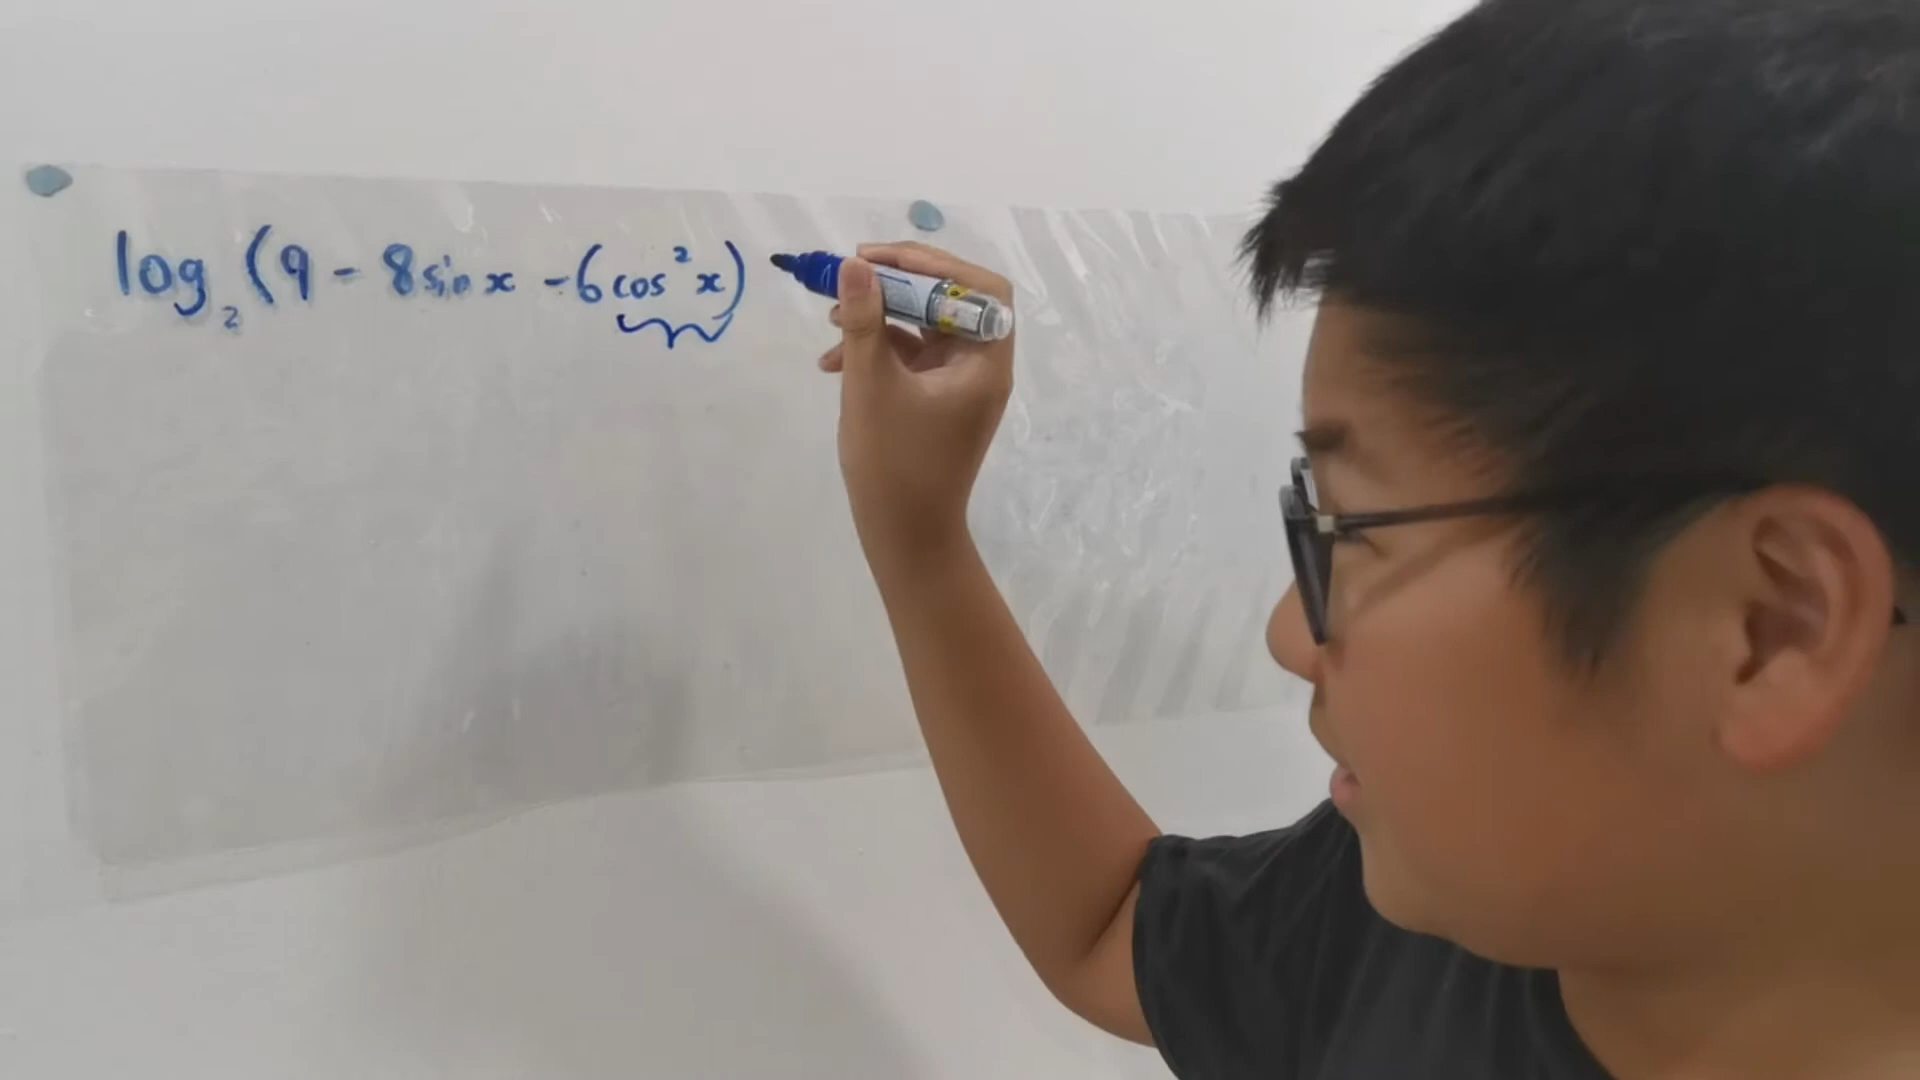 log₂ (9 - 8 sin x - 6 cos² x)